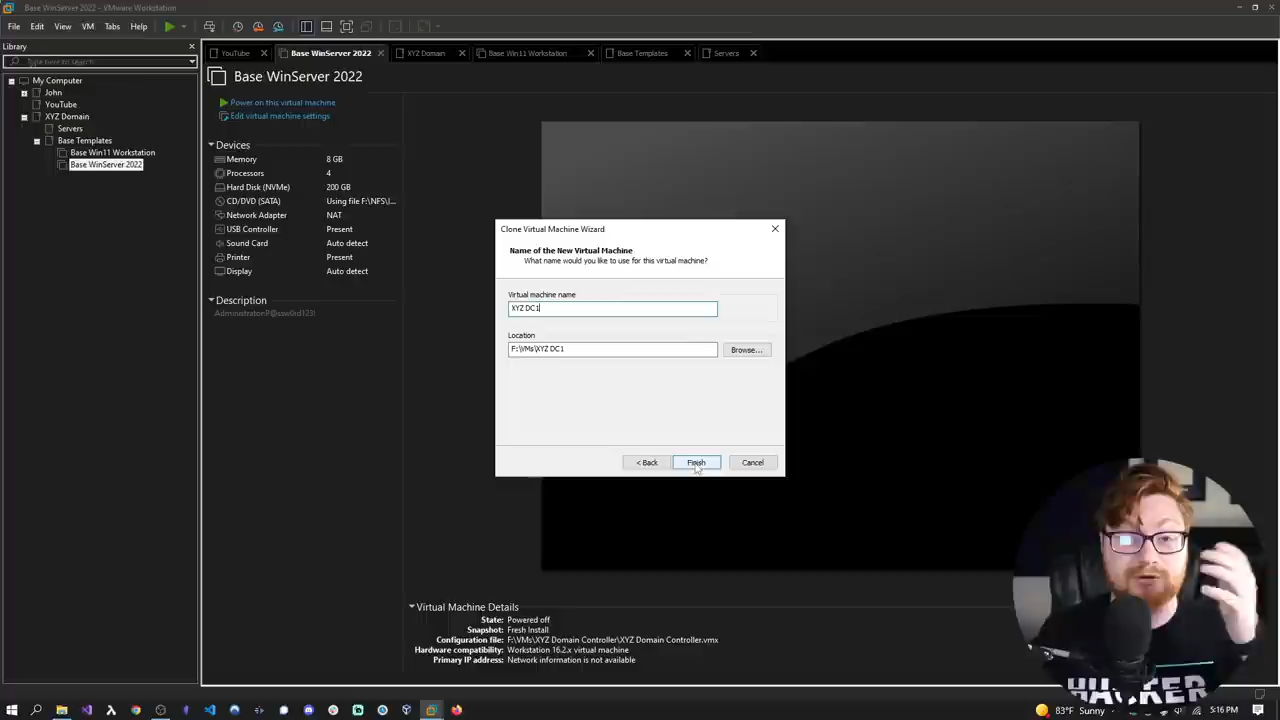 Base WinServer 2022 - VMware Workstation
File Edit View VM Tabs Help
Library
Type here to search
My Computer
John
YouTube
XYZ Domain
Servers
Base Templates
Base Win11 Workstation
Base WinServer 2022
YouTube Base WinServer 2022 XYZ Domain Base Win11 Workstation Base Templates Servers
Base WinServer 2022
Power on this virtual machine
Edit virtual machine settings
Devices
Memory 8 GB
Processors 4
Hard Disk (NVMe) 200 GB
CD/DVD (SATA) Using file F:\NFS\I...
Network Adapter NAT
USB Controller Present
Sound Card Auto detect
Printer Present
Display Auto detect
Description
Clone Virtual Machine Wizard
Name of the New Virtual Machine
What name would you like to use for this virtual machine?
Virtual machine name
XYZ DC1
Location
F:\VMs\XYZ DC1
Browse...
< Back Finish Cancel
Virtual Machine Details
State: Powered off
Snapshot: Fresh Install
Configuration file: F:\VMs\XYZ Domain Controller\XYZ Domain Controller.vmx
Hardware compatibility: Workstation 16.2.x virtual machine
Primary IP address: Network information is not available
HACKER
83°F Sunny
5:16 PM